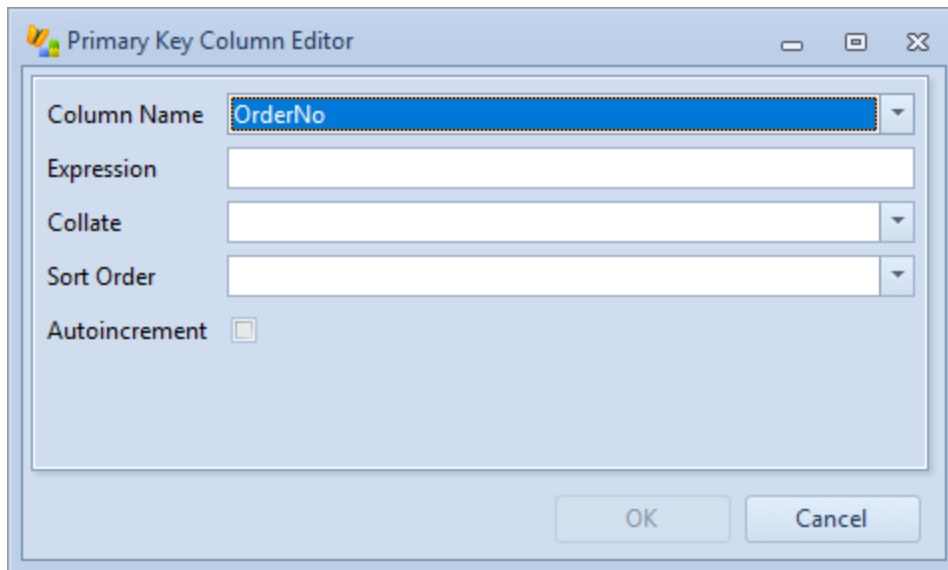 Primary Key Column Editor
Column Name OrderNo
Expression
Collate
Sort Order
Autoincrement
OK Cancel